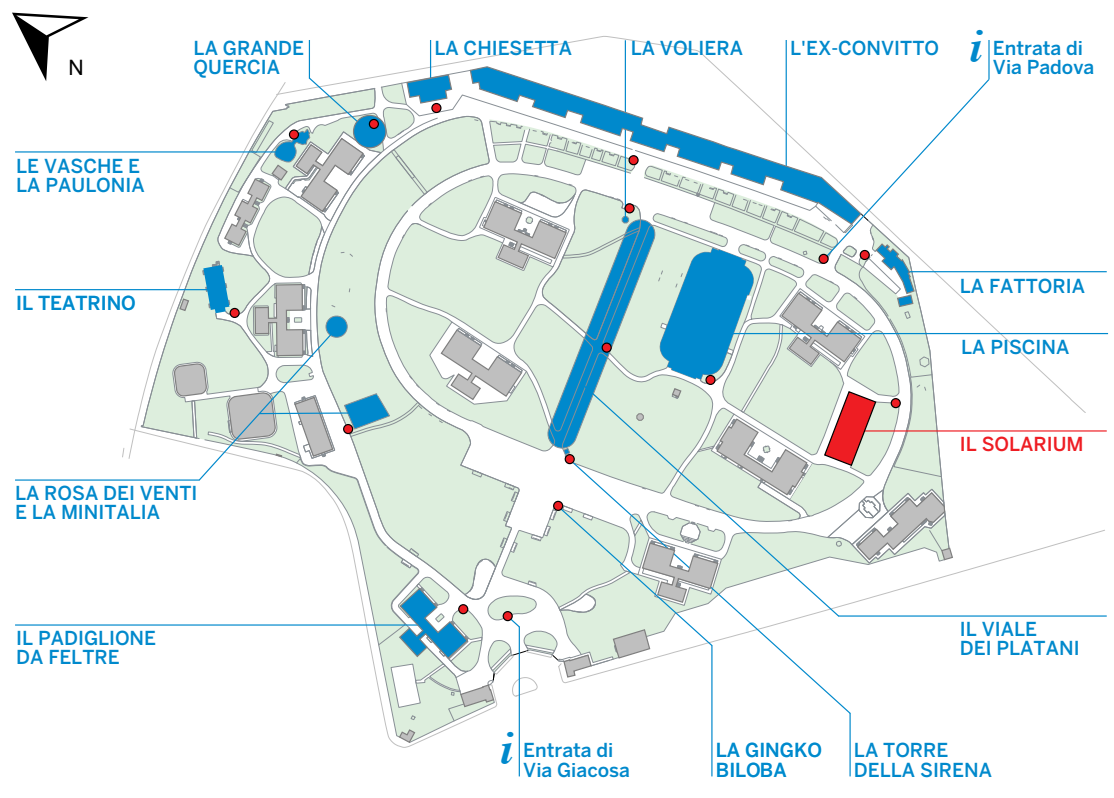 N
LA GRANDE
QUERCIA
LA CHIESETTA
LA VOLIERA
L'EX-CONVITTO
i Entrata di
Via Padova
LE VASCHE E
LA PAULONIA
IL TEATRINO
LA FATTORIA
LA PISCINA
IL SOLARIUM
LA ROSA DEI VENTI
E LA MINITALIA
IL PADIGLIONE
DA FELTRE
IL VIALE
DEI PLATANI
i Entrata di
Via Giacosa
LA GINGKO
BILOBA
LA TORRE
DELLA SIRENA